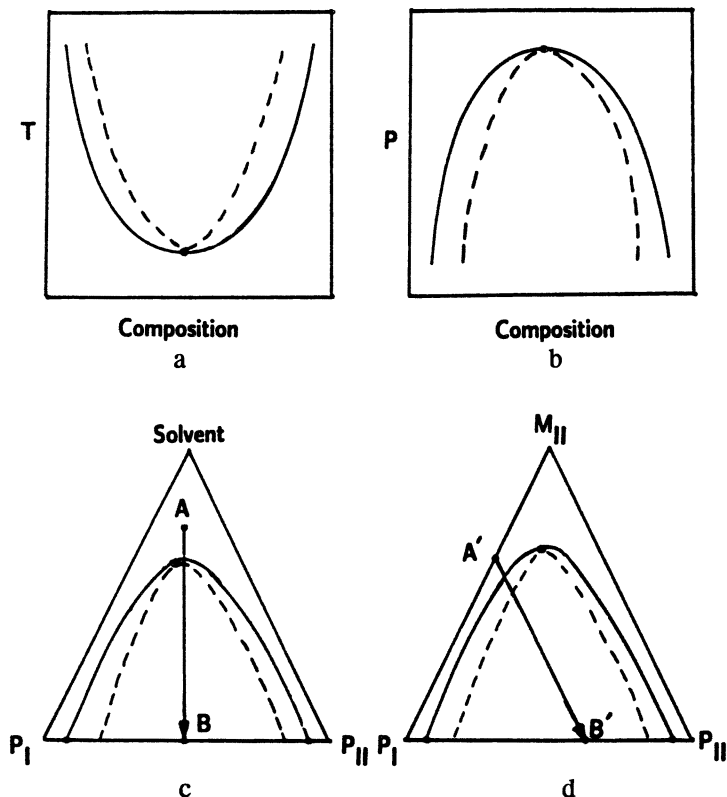 T
Composition
a
P
Composition
b
Solvent
A
B
P_I
P_II
c
M_II
A′
B′
P_I
P_II
d